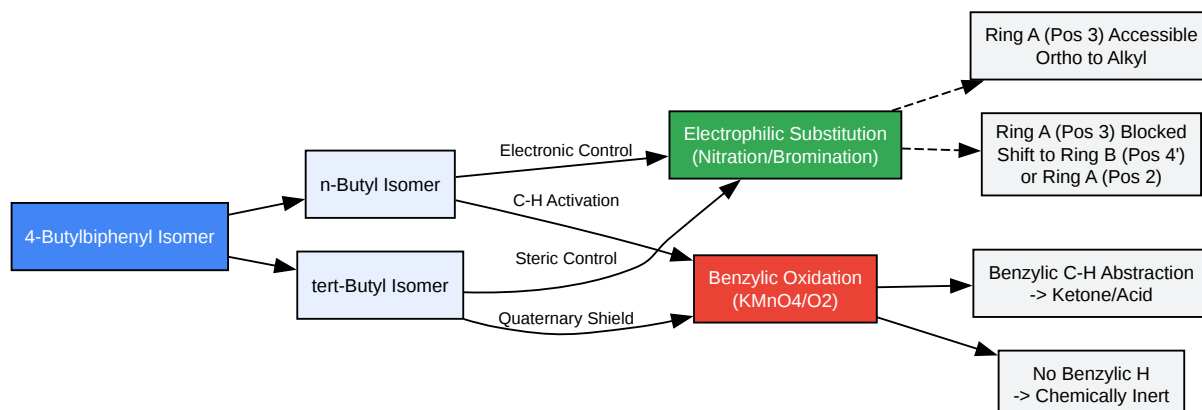 4-Butylbiphenyl Isomer
n-Butyl Isomer
tert-Butyl Isomer
Electronic Control
C-H Activation
Steric Control
Quaternary Shield
Electrophilic Substitution
(Nitration/Bromination)
Benzylic Oxidation
(KMnO4/O2)
Ring A (Pos 3) Accessible
Ortho to Alkyl
Ring A (Pos 3) Blocked
Shift to Ring B (Pos 4')
or Ring A (Pos 2)
Benzylic C-H Abstraction
-> Ketone/Acid
No Benzylic H
-> Chemically Inert